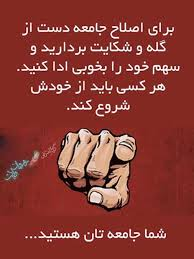 برای اصلاح جامعه دست از
گله و شکایت بردارید و
سهم خود را بخوبی ادا کنید.
هر کسی باید از خودش
شروع کند.
شما جامعه تان هستید...